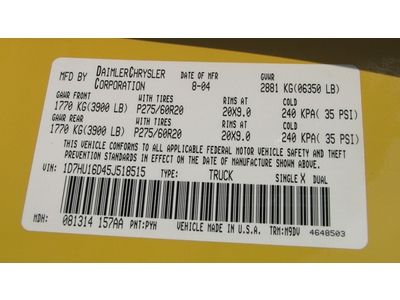 MFD BY DAIMLERCHRYSLER CORPORATION DATE OF MFR 8-04 GVWR 2881 KG(06350 LB)
GAWR FRONT WITH TIRES RIMS AT COLD
1770 KG(3900 LB) P275/60R20 20X9.0 240 KPA( 35 PSI)
GAWR REAR WITH TIRES RIMS AT COLD
1770 KG(3900 LB) P275/60R20 20X9.0 240 KPA( 35 PSI)
THIS VEHICLE CONFORMS TO ALL APPLICABLE FEDERAL MOTOR VEHICLE SAFETY AND THEFT
PREVENTION STANDARDS IN EFFECT ON THE DATE OF MANUFACTURE SHOWN ABOVE.
VIN: 1D7HU16D45J518515 TYPE: TRUCK SINGLE X DUAL
MDH: 081314 157AA PNT:PYH VEHICLE MADE IN U.S.A. TRM:M9DV 4648503